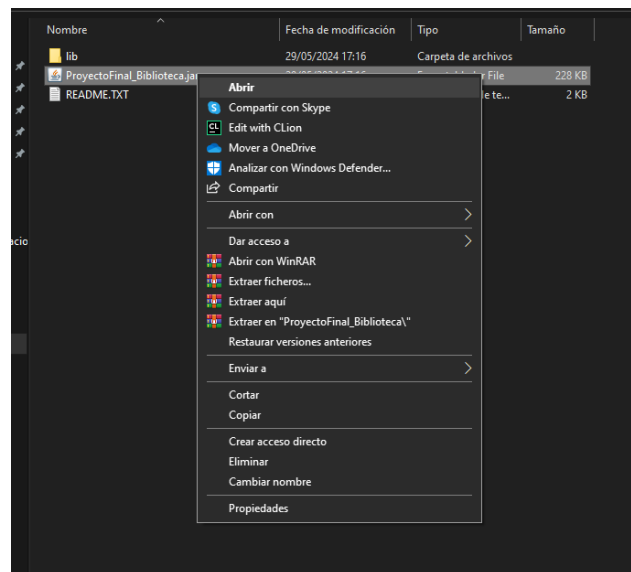 Nombre Fecha de modificación Tipo Tamaño
lib 29/05/2024 17:16 Carpeta de archivos
ProyectoFinal_Biblioteca.jar 228 KB
README.TXT 2 KB
Abrir
Compartir con Skype
Edit with CLion
Mover a OneDrive
Analizar con Windows Defender...
Compartir
Abrir con
Dar acceso a
Abrir con WinRAR
Extraer ficheros...
Extraer aquí
Extraer en "ProyectoFinal_Biblioteca\"
Restaurar versiones anteriores
Enviar a
Cortar
Copiar
Crear acceso directo
Eliminar
Cambiar nombre
Propiedades